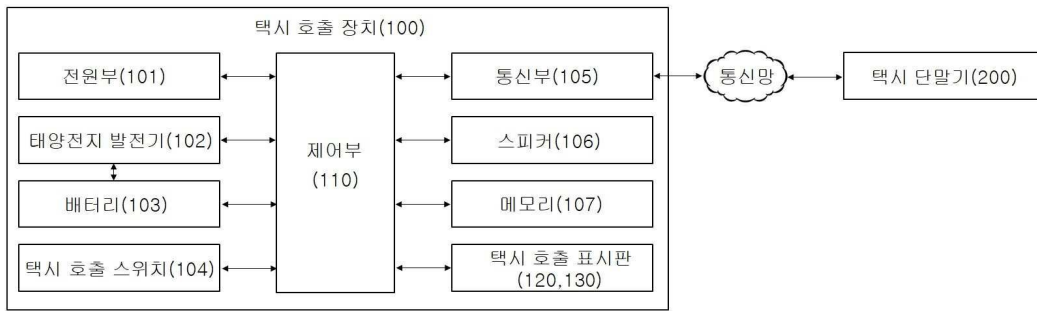 택시 호출 장치(100)
전원부(101)
태양전지 발전기(102)
배터리(103)
택시 호출 스위치(104)
제어부
(110)
통신부(105)
스피커(106)
메모리(107)
택시 호출 표시판
(120,130)
통신망
택시 단말기(200)